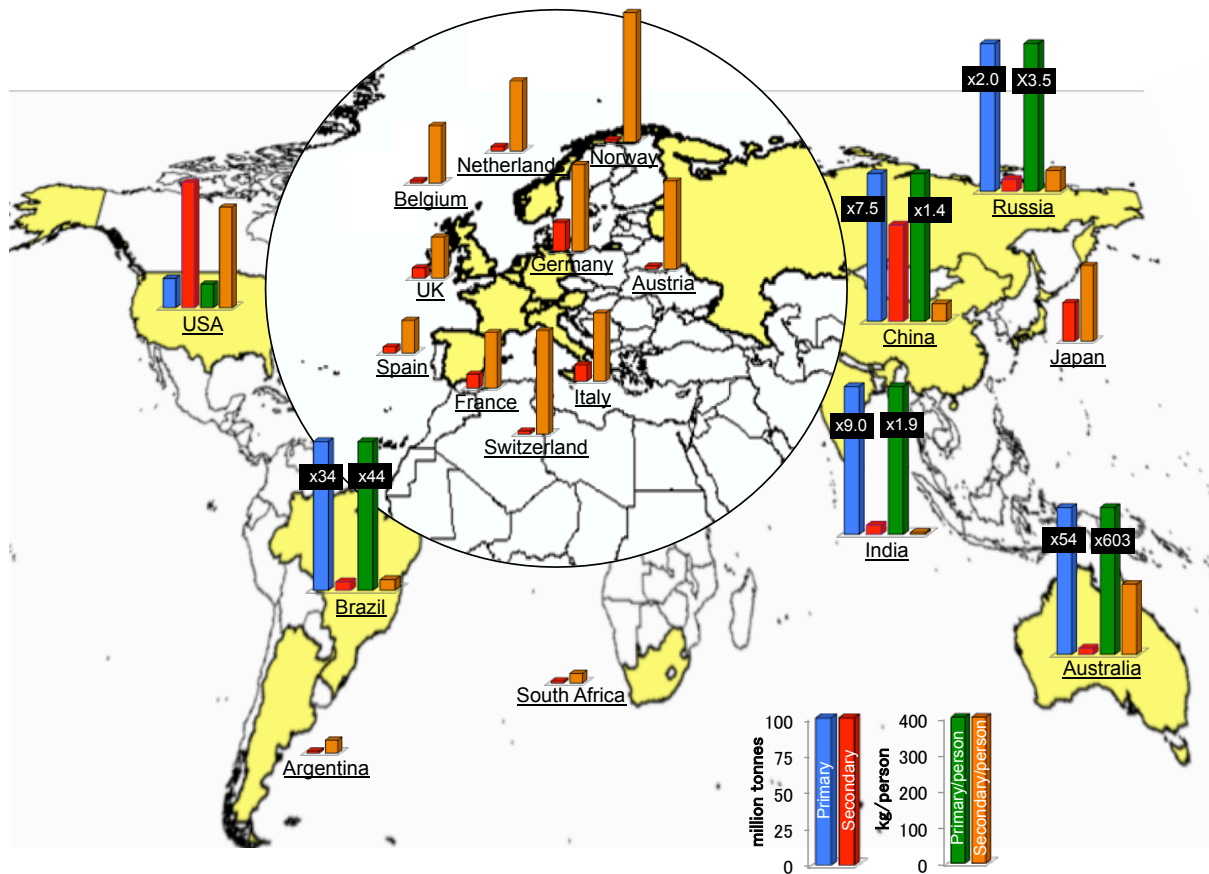 Norway
Netherlands
Belgium
x2.0
X3.5
Russia
x7.5
x1.4
China
Germany
Austria
UK
USA
Japan
Spain
France
Italy
Switzerland
x9.0
x1.9
India
x34
x44
Brazil
x54
x603
Australia
South Africa
Argentina
million tonnes
100
75
50
25
0
Primary
Secondary
kg/person
400
300
200
100
0
Primary/person
Secondary/person